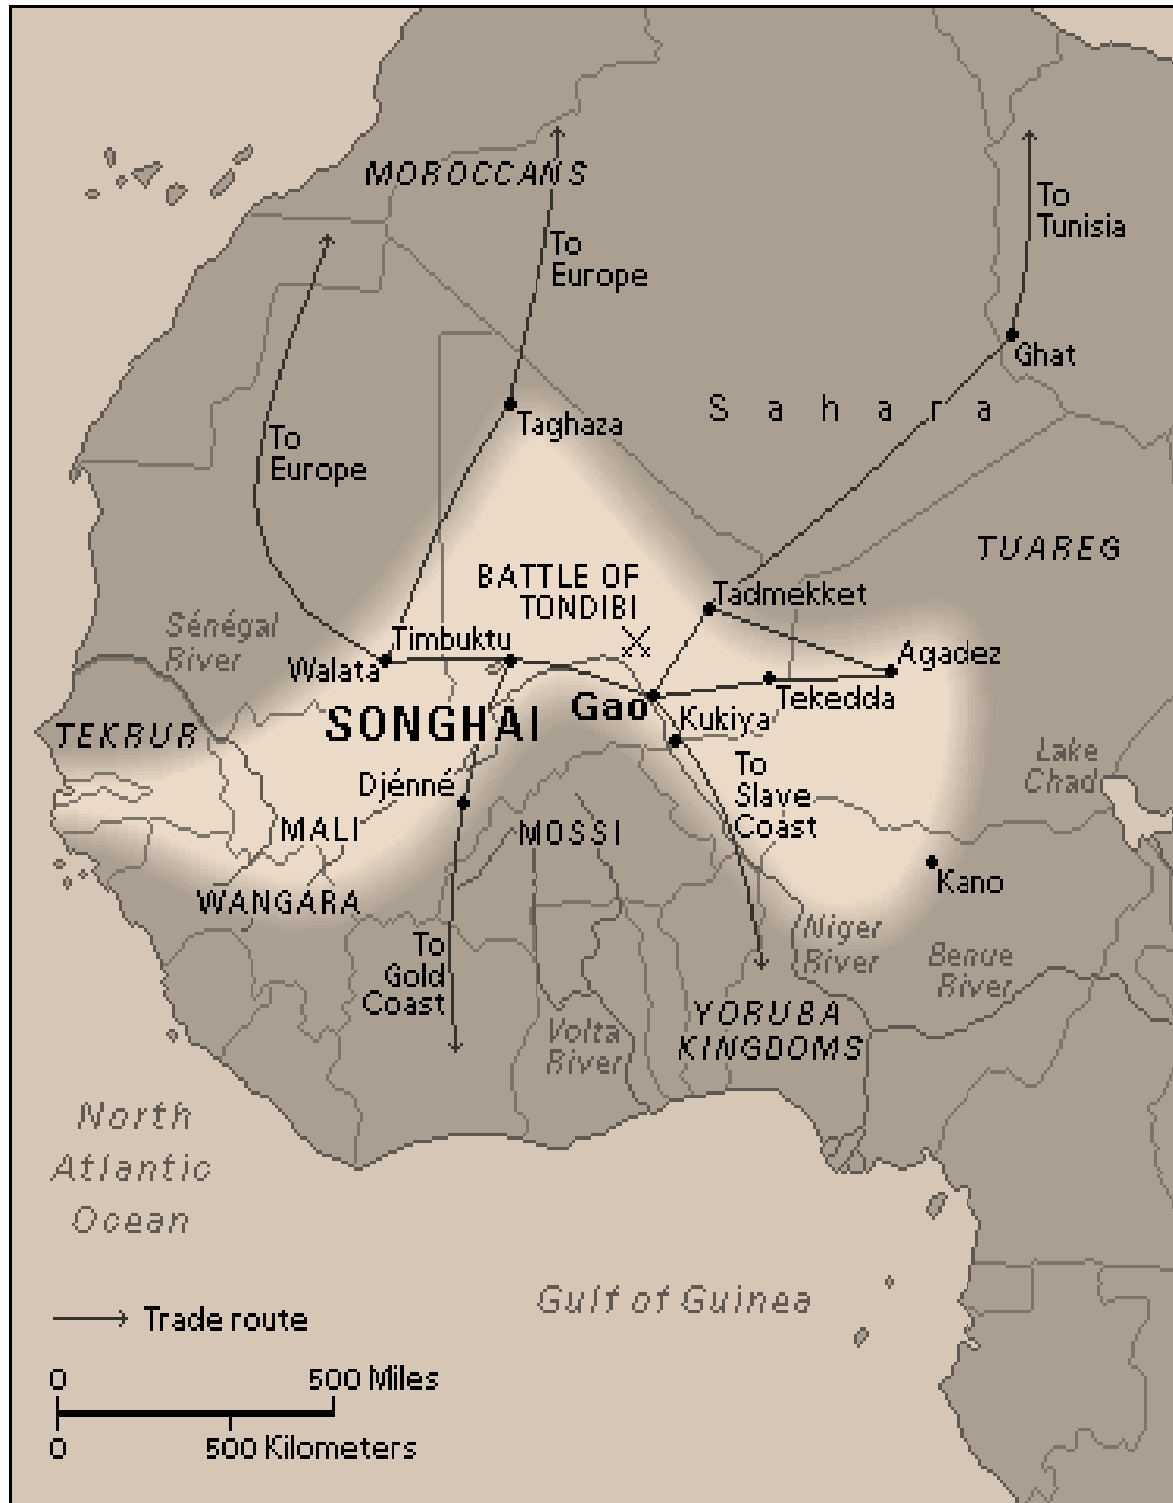 MOROCCANS
To
Tunisia
To
Europe
Ghat
Sahara
Taghaza
To
Europe
TUAREG
BATTLE OF
TONDIBI
Tadmekket
Sénégal
River
Timbuktu
Walata
Agadez
Tekedda
Gao
SONGHAI
Kukiya
TEKRUR
Lake
Chad
To
Slave
Coast
Djénné
MALI
MOSSI
Kano
WANGARA
Niger
River
Benue
River
To
Gold
Coast
Volta
River
YORUBA
KINGDOMS
North
Atlantic
Ocean
Gulf of Guinea
Trade route
0 500 Miles
0 500 Kilometers